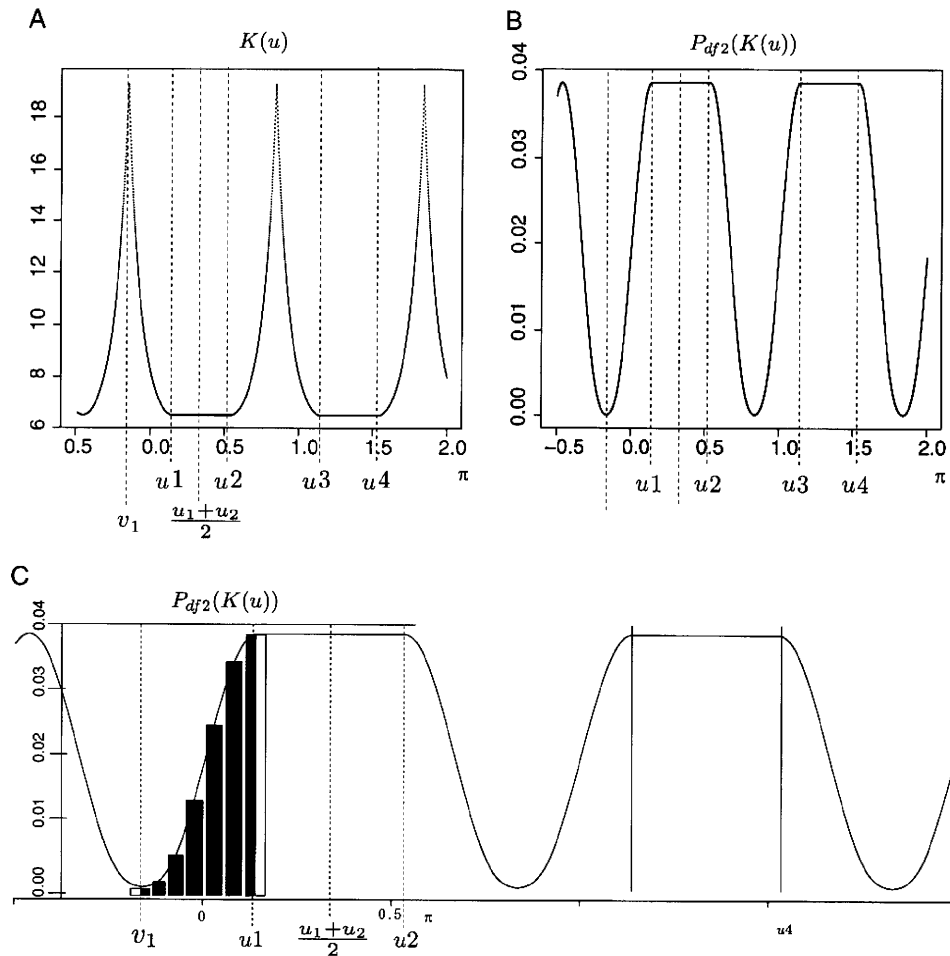 A
K(u)
18
16
14
12
10
8
6
0.5 0.0 0.5 1.0 1.5 2.0
π
u1 u2 u3 u4
v₁
u₁+u₂
2
B
P_df2(K(u))
0.04
0.03
0.02
0.01
0.00
−0.5 0.0 0.5 1.0 1.5 2.0
π
u1 u2 u3 u4
C
P_df2(K(u))
0.04
0.03
0.02
0.01
0.00
0 0.5 π
v₁ u1 u₁+u₂ u2 u4
2